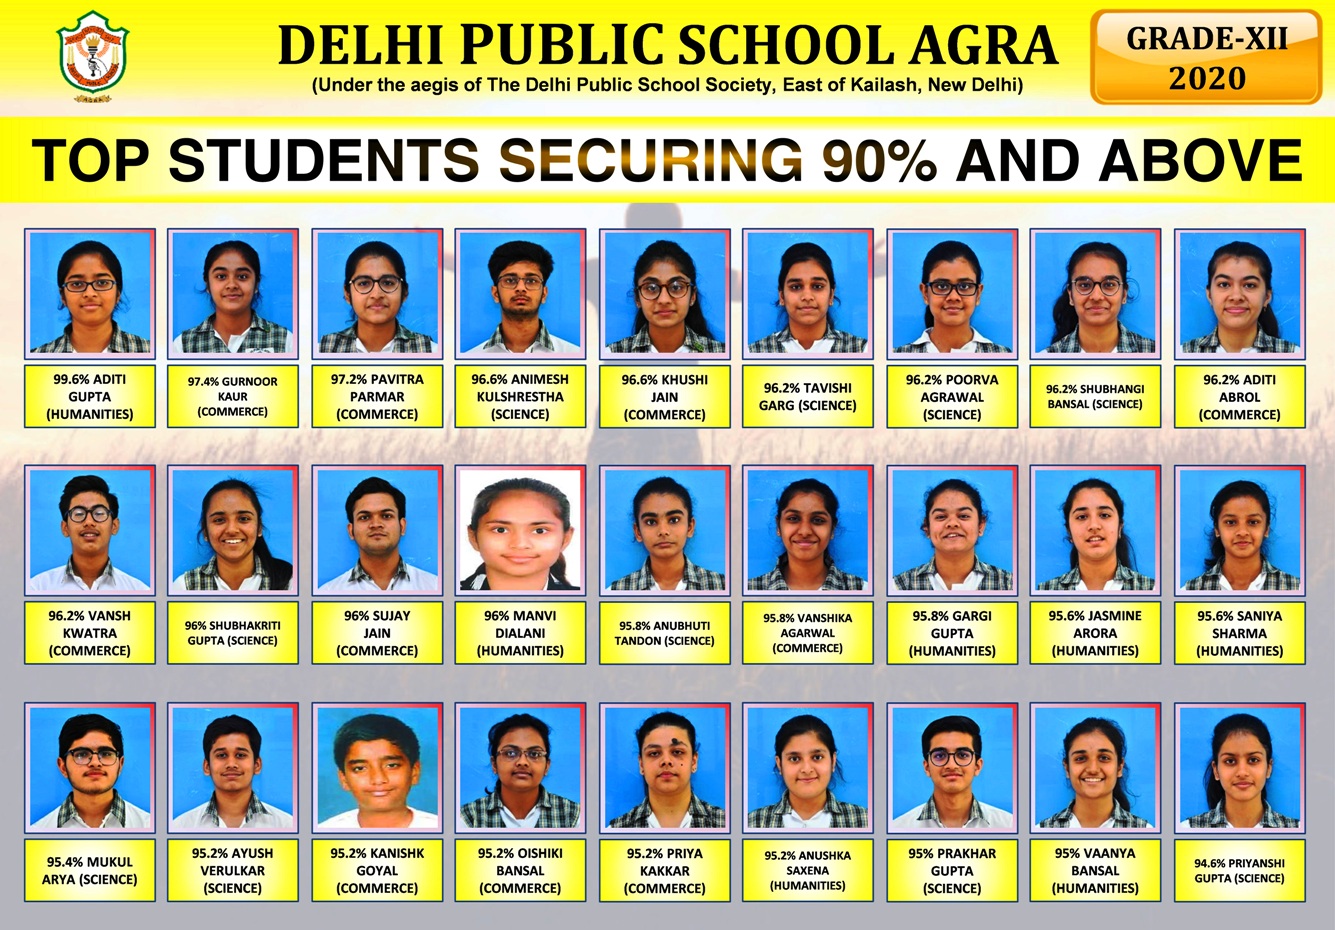 DELHI PUBLIC SCHOOL AGRA
(Under the aegis of The Delhi Public School Society, East of Kailash, New Delhi)
GRADE-XII
2020
TOP STUDENTS SECURING 90% AND ABOVE
99.6% ADITI
GUPTA
(HUMANITIES)
97.4% GURNOOR
KAUR
(COMMERCE)
97.2% PAVITRA
PARMAR
(COMMERCE)
96.6% ANIMESH
KULSHRESTHA
(SCIENCE)
96.6% KHUSHI
JAIN
(COMMERCE)
96.2% TAVISHI
GARG (SCIENCE)
96.2% POORVA
AGRAWAL
(SCIENCE)
96.2% SHUBHANGI
BANSAL (SCIENCE)
96.2% ADITI
ABROL
(COMMERCE)
96.2% VANSH
KWATRA
(COMMERCE)
96% SHUBHAKRITI
GUPTA (SCIENCE)
96% SUJAY
JAIN
(COMMERCE)
96% MANVI
DIALANI
(HUMANITIES)
95.8% ANUBHUTI
TANDON (SCIENCE)
95.8% VANSHIKA
AGARWAL
(COMMERCE)
95.8% GARGI
GUPTA
(HUMANITIES)
95.6% JASMINE
ARORA
(HUMANITIES)
95.6% SANIYA
SHARMA
(HUMANITIES)
95.4% MUKUL
ARYA (SCIENCE)
95.2% AYUSH
VERULKAR
(SCIENCE)
95.2% KANISHK
GOYAL
(COMMERCE)
95.2% OISHIKI
BANSAL
(COMMERCE)
95.2% PRIYA
KAKKAR
(COMMERCE)
95.2% ANUSHKA
SAXENA
(HUMANITIES)
95% PRAKHAR
GUPTA
(SCIENCE)
95% VAANYA
BANSAL
(HUMANITIES)
94.6% PRIYANSHI
GUPTA (SCIENCE)